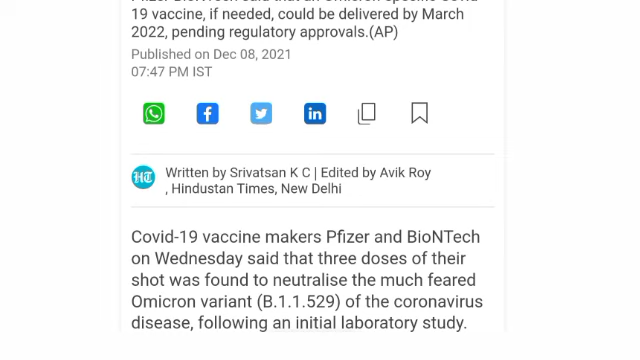 19 vaccine, if needed, could be delivered by March
2022, pending regulatory approvals.(AP)
Published on Dec 08, 2021
07:47 PM IST
HT
Written by Srivatsan K C | Edited by Avik Roy
, Hindustan Times, New Delhi
Covid-19 vaccine makers Pfizer and BioNTech
on Wednesday said that three doses of their
shot was found to neutralise the much feared
Omicron variant (B.1.1.529) of the coronavirus
disease, following an initial laboratory study.